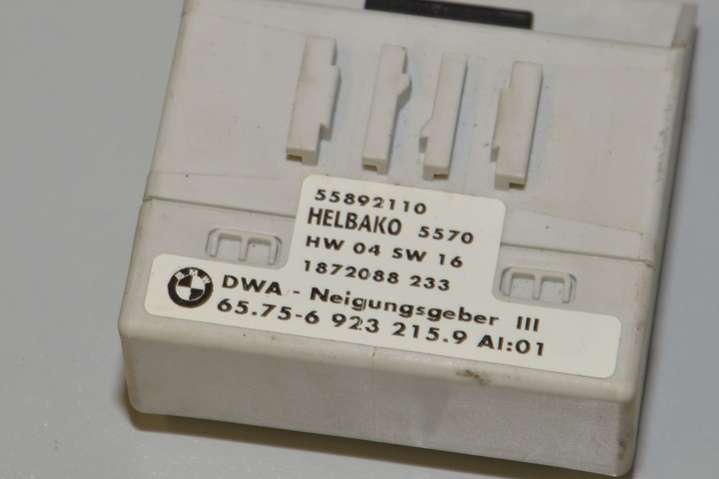 55892110
HELBAKO 5570
HW 04 SW 16
1872088 233
BMW DWA - Neigungsgeber III
65.75-6 923 215.9 AI:01